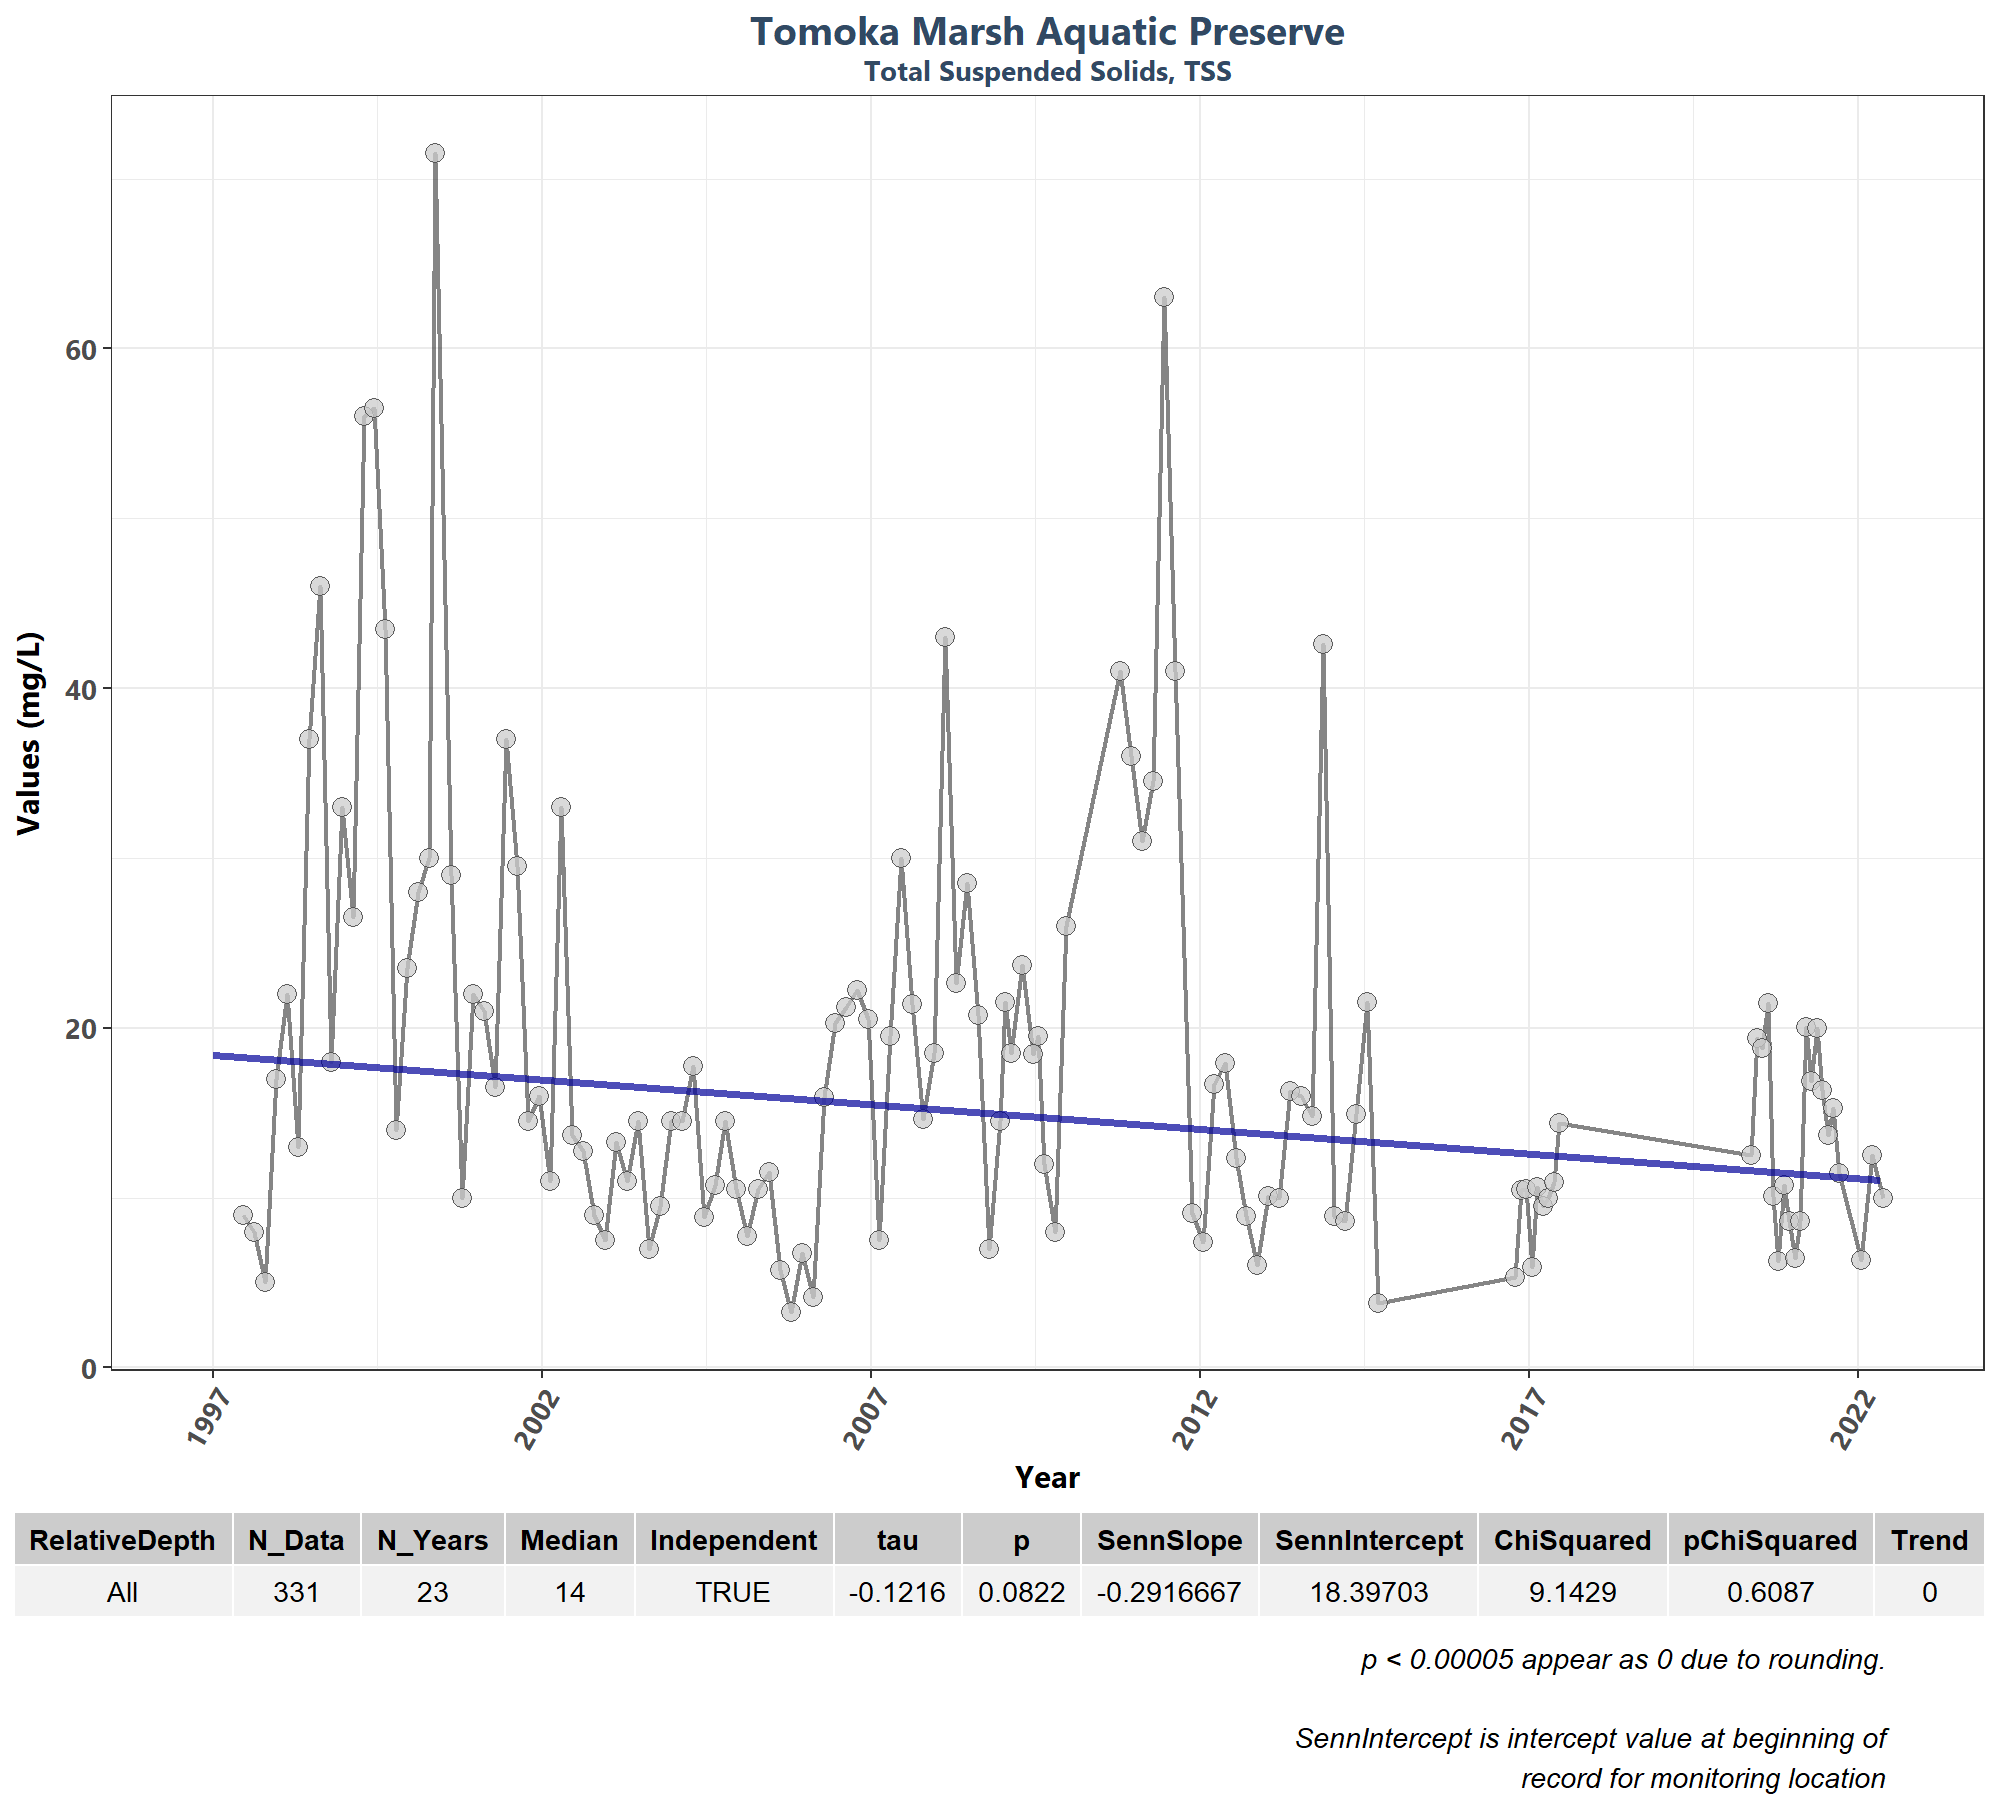 Tomoka Marsh Aquatic Preserve
Total Suspended Solids, TSS
Values (mg/L)
60
40
20
0
1997 2002 2007 2012 2017 2022
Year
RelativeDepth N_Data N_Years Median Independent tau p SennSlope SennIntercept ChiSquared pChiSquared Trend
All 331 23 14 TRUE -0.1216 0.0822 -0.2916667 18.39703 9.1429 0.6087 0
p < 0.00005 appear as 0 due to rounding.
SennIntercept is intercept value at beginning of
record for monitoring location